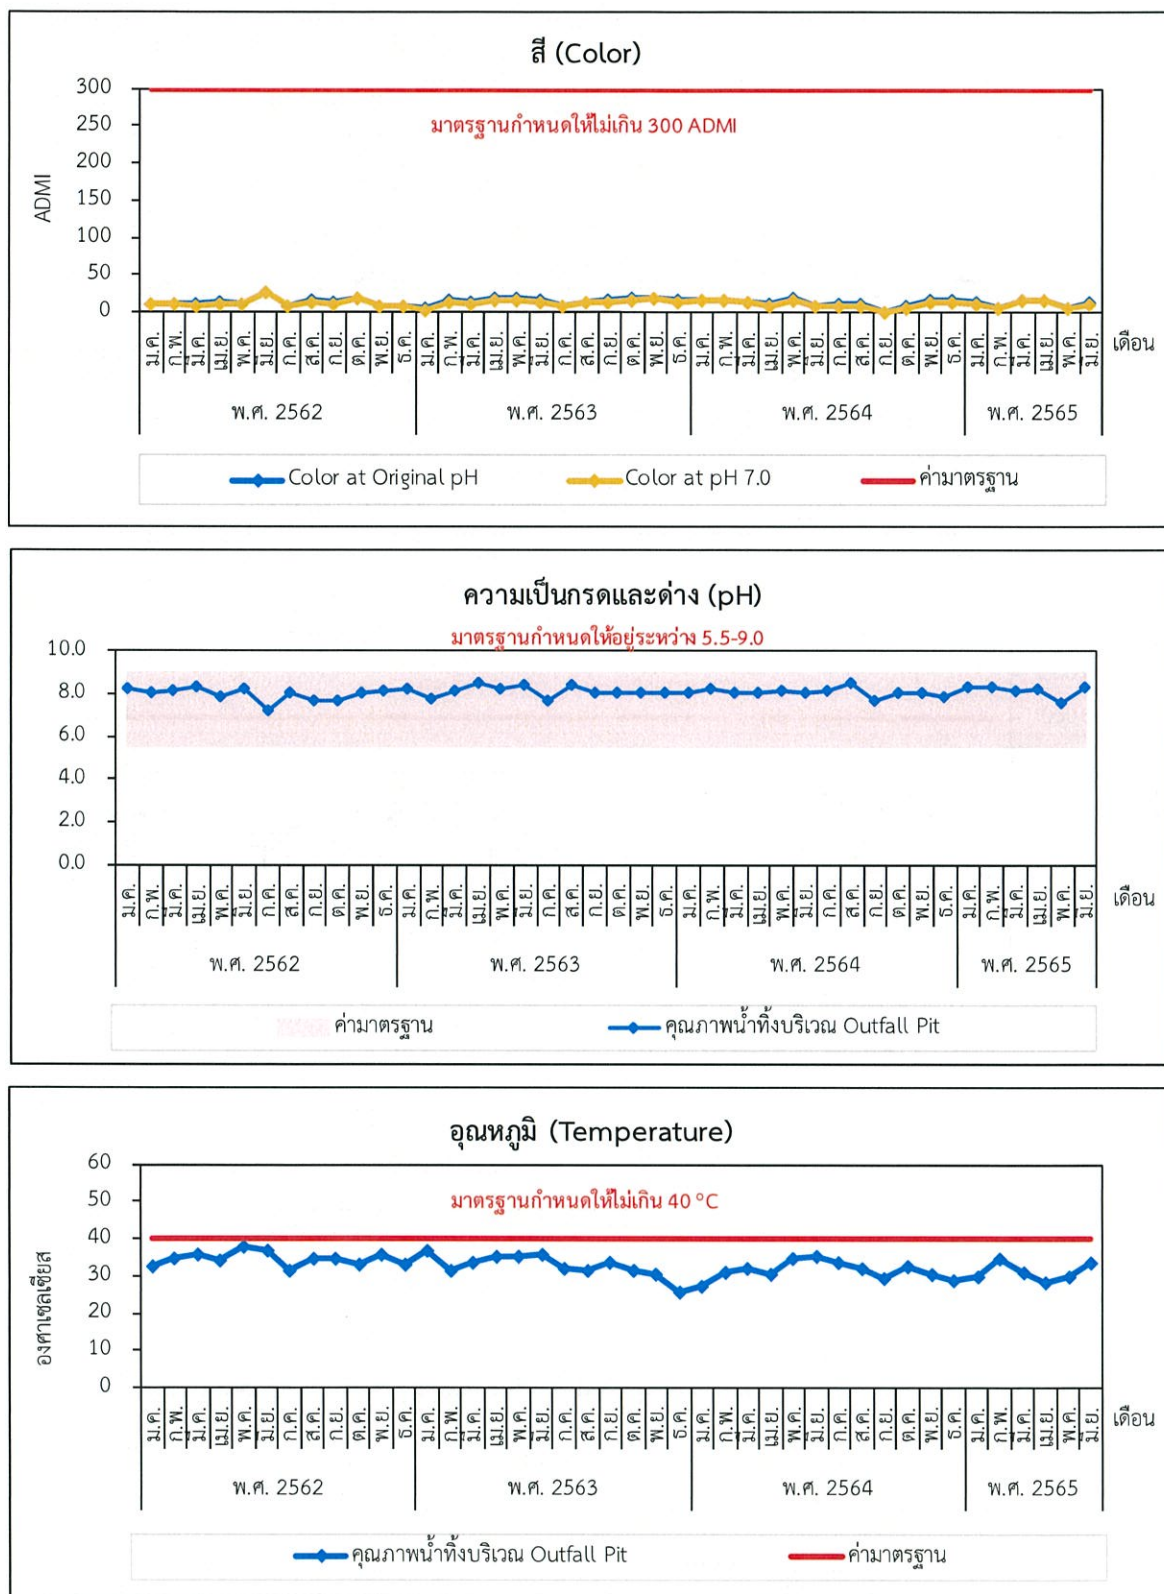 สี (Color)
300
250
200
150
100
50
0
ADMI
มาตรฐานกำหนดให้ไม่เกิน 300 ADMI
ม.ค. ก.พ. มี.ค. เม.ย. พ.ค. มิ.ย. ก.ค. ส.ค. ก.ย. ต.ค. พ.ย. ธ.ค. ม.ค. ก.พ. มี.ค. เม.ย. พ.ค. มิ.ย. ก.ค. ส.ค. ก.ย. ต.ค. พ.ย. ธ.ค. ม.ค. ก.พ. มี.ค. เม.ย. พ.ค. มิ.ย. ก.ค. ส.ค. ก.ย. ต.ค. พ.ย. ธ.ค. ม.ค. ก.พ. มี.ค. เม.ย. พ.ค. มิ.ย. เดือน
พ.ศ. 2562 พ.ศ. 2563 พ.ศ. 2564 พ.ศ. 2565
Color at Original pH Color at pH 7.0 ค่ามาตรฐาน
ความเป็นกรดและด่าง (pH)
มาตรฐานกำหนดให้อยู่ระหว่าง 5.5-9.0
10.0
8.0
6.0
4.0
2.0
0.0
ม.ค. ก.พ. มี.ค. เม.ย. พ.ค. มิ.ย. ก.ค. ส.ค. ก.ย. ต.ค. พ.ย. ธ.ค. ม.ค. ก.พ. มี.ค. เม.ย. พ.ค. มิ.ย. ก.ค. ส.ค. ก.ย. ต.ค. พ.ย. ธ.ค. ม.ค. ก.พ. มี.ค. เม.ย. พ.ค. มิ.ย. ก.ค. ส.ค. ก.ย. ต.ค. พ.ย. ธ.ค. ม.ค. ก.พ. มี.ค. เม.ย. พ.ค. มิ.ย. เดือน
พ.ศ. 2562 พ.ศ. 2563 พ.ศ. 2564 พ.ศ. 2565
ค่ามาตรฐาน คุณภาพน้ำทิ้งบริเวณ Outfall Pit
อุณหภูมิ (Temperature)
60
50
40
30
20
10
0
องศาเซลเซียส
มาตรฐานกำหนดให้ไม่เกิน 40 °C
ม.ค. ก.พ. มี.ค. เม.ย. พ.ค. มิ.ย. ก.ค. ส.ค. ก.ย. ต.ค. พ.ย. ธ.ค. ม.ค. ก.พ. มี.ค. เม.ย. พ.ค. มิ.ย. ก.ค. ส.ค. ก.ย. ต.ค. พ.ย. ธ.ค. ม.ค. ก.พ. มี.ค. เม.ย. พ.ค. มิ.ย. ก.ค. ส.ค. ก.ย. ต.ค. พ.ย. ธ.ค. ม.ค. ก.พ. มี.ค. เม.ย. พ.ค. มิ.ย. เดือน
พ.ศ. 2562 พ.ศ. 2563 พ.ศ. 2564 พ.ศ. 2565
คุณภาพน้ำทิ้งบริเวณ Outfall Pit ค่ามาตรฐาน